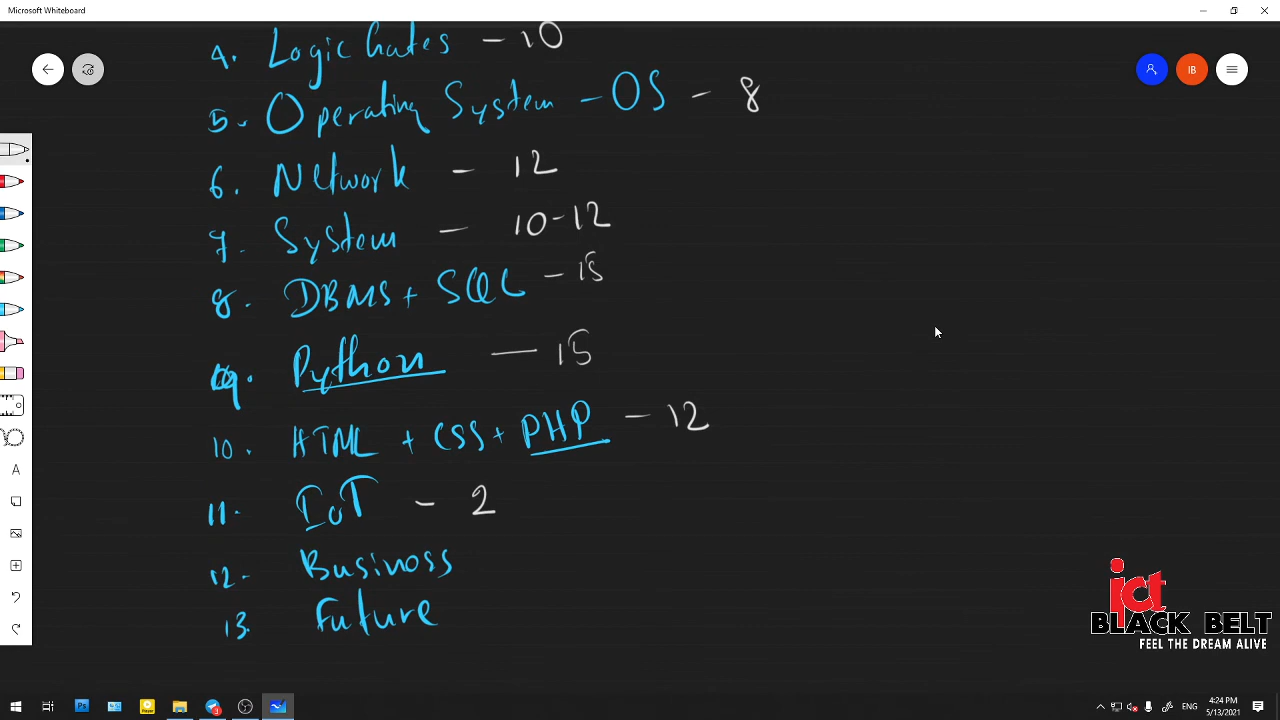 Microsoft Whiteboard
4. Logic Gates - 10
5. Operating System - OS - 8
IB
6. Network - 12
7. System - 10-12
8. DBMS + SQL - 15
9. Python - 15
10. HTML + CSS + PHP - 12
11. IoT - 2
12. Business
13. Future
ict
BLACK BELT
FEEL THE DREAM ALIVE
4:24 PM
ENG
5/13/2021